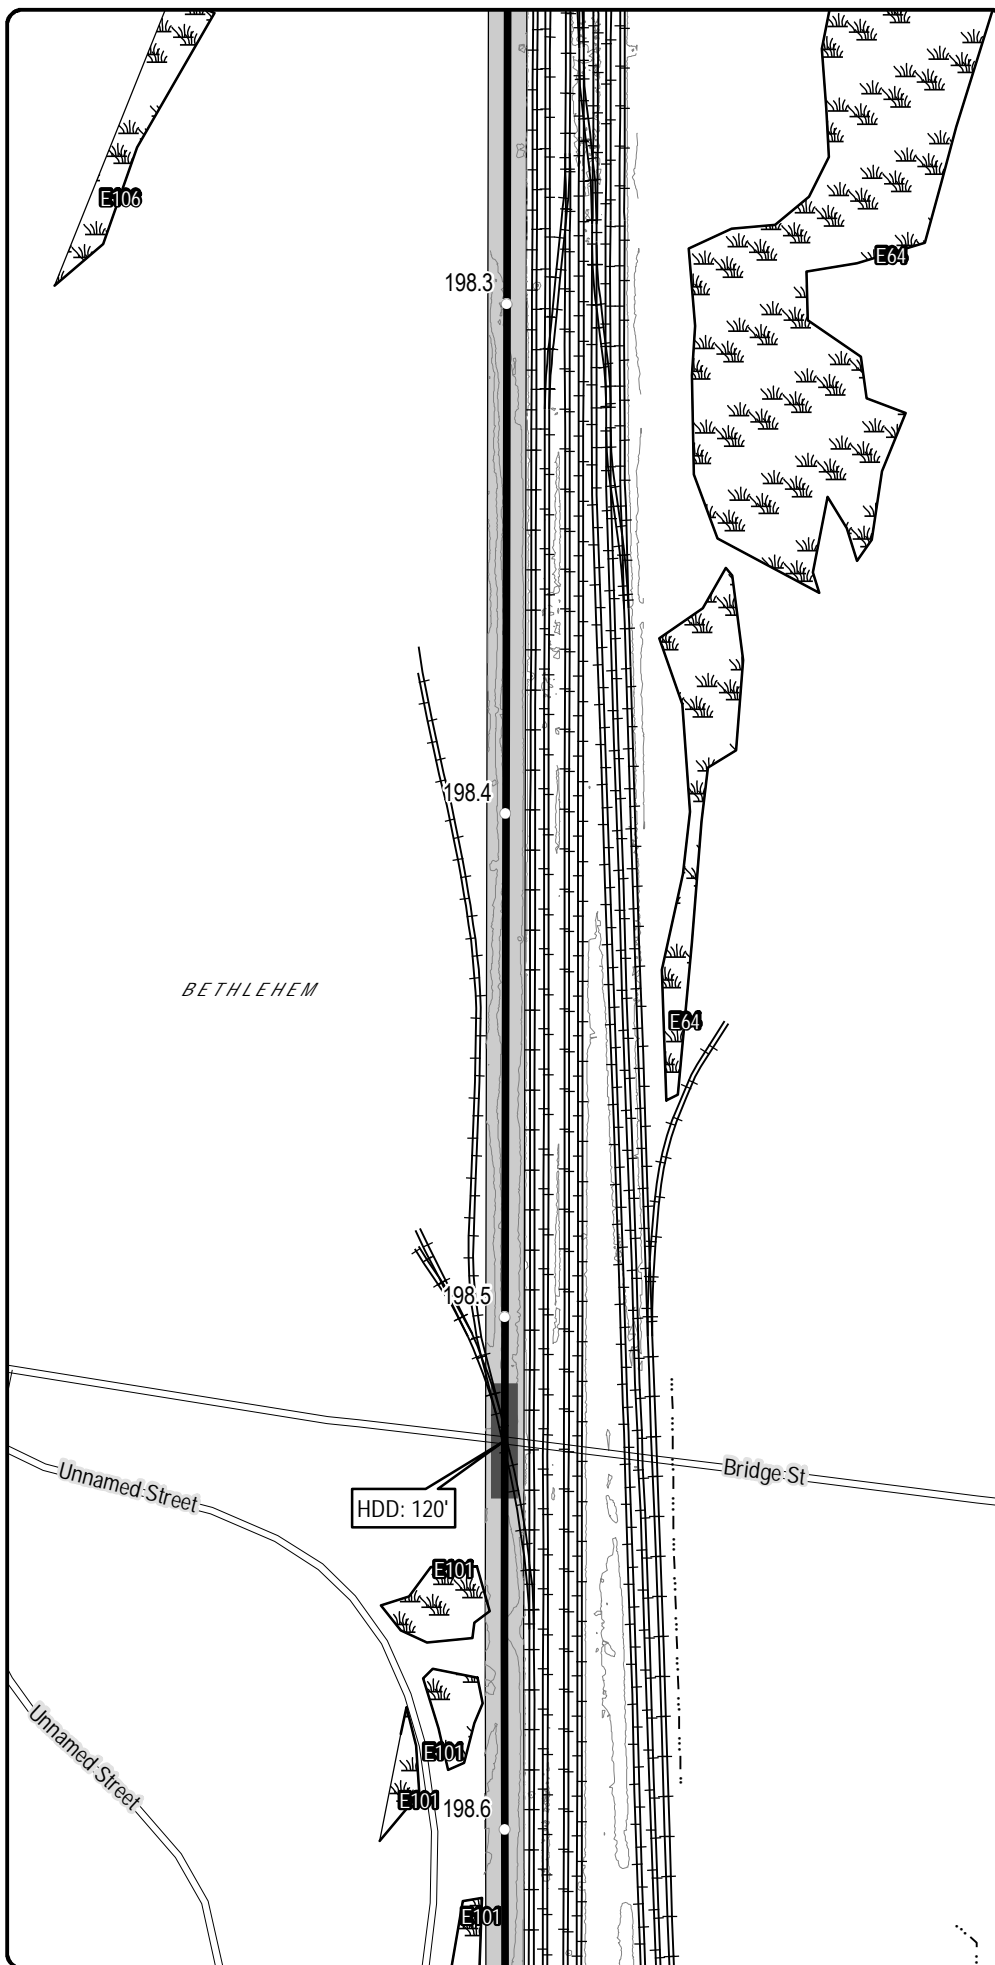 E106
E64
198.3
198.4
BETHLEHEM
E64
198.5
Bridge St
Unnamed Street
HDD: 120'
E101
Unnamed Street
E101
E101
198.6
E101